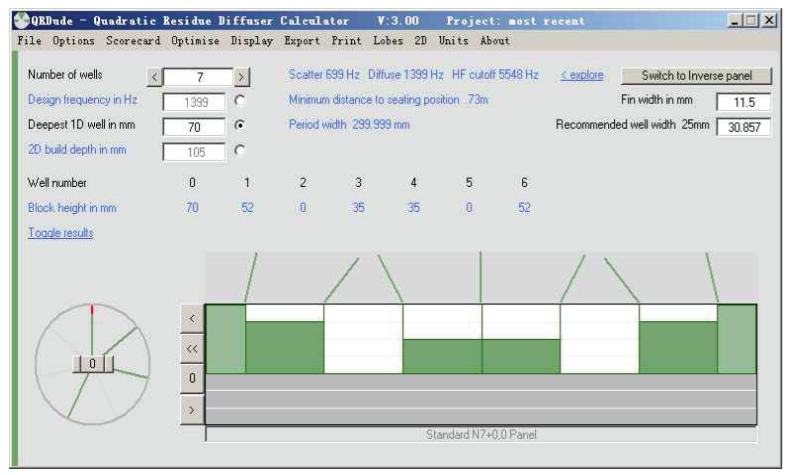 QRDude - Quadratic Residue Diffuser Calculator V:3.00 Project: most recent
File Options Scorecard Optimise Display Export Print Lobes 2D Units About
Number of wells < 7 > Scatter 699 Hz Diffuse 1399 Hz HF cutoff 5548 Hz < explore Switch to Inverse panel
Design frequency in Hz 1399 Minimum distance to seating position .73m Fin width in mm 11.5
Deepest 1D well in mm 70 Period width 299.999 mm Recommended well width 25mm 30.857
2D build depth in mm 105
Well number 0 1 2 3 4 5 6
Block height in mm 70 52 0 35 35 0 52
Toggle results
<
<<
0
0
>
Standard N7+0,0 Panel